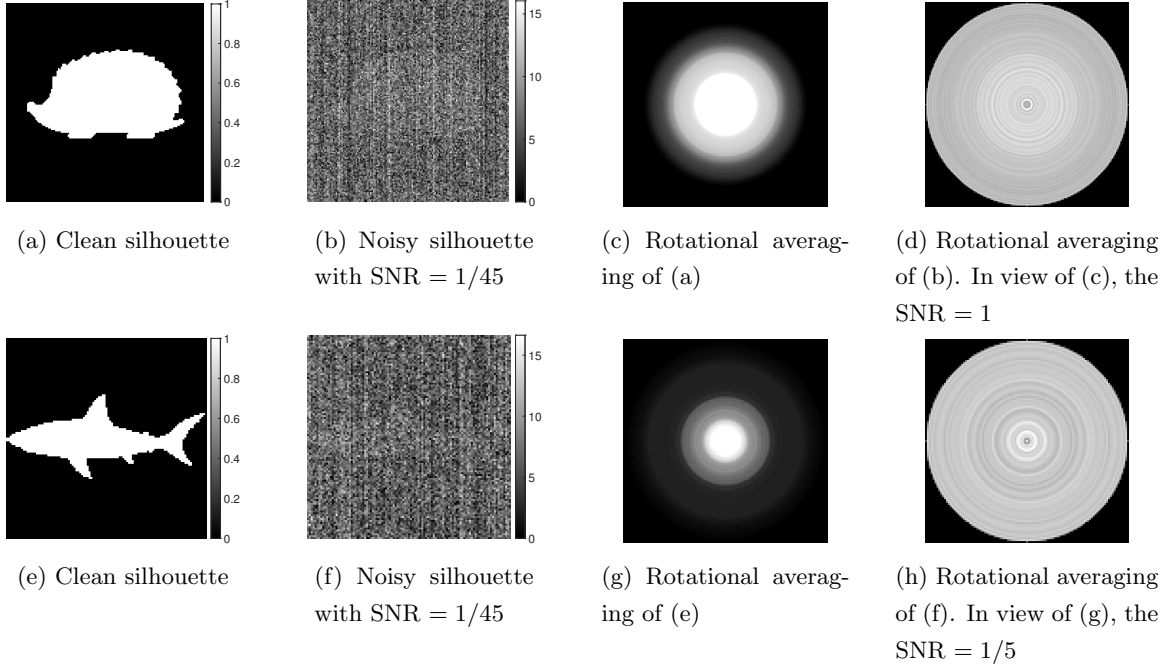 1
0.8
0.6
0.4
0.2
0
15
10
5
0
(a) Clean silhouette
(b) Noisy silhouette
with SNR = 1/45
(c) Rotational averag-
ing of (a)
(d) Rotational averaging
of (b). In view of (c), the
SNR = 1
1
0.8
0.6
0.4
0.2
0
15
10
5
0
(e) Clean silhouette
(f) Noisy silhouette
with SNR = 1/45
(g) Rotational averag-
ing of (e)
(h) Rotational averaging
of (f). In view of (g), the
SNR = 1/5